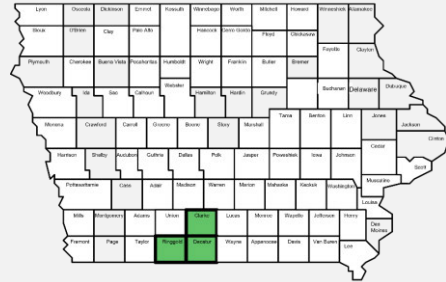 Lyon Osceola Dickinson Emmet Kossuth Winnebago Worth Mitchell Howard Winneshiek Allamakee
Sioux O'Brien Clay Palo Alto Hancock Cerro Gordo Floyd Chickasaw
Fayette Clayton
Plymouth Cherokee Buena Vista Pocahontas Humboldt Wright Franklin Butler Bremer
Webster Buchanan Delaware Dubuque
Woodbury Ida Sac Calhoun Hamilton Hardin Grundy
Tama Benton Linn Jones Jackson
Monona Crawford Carroll Greene Boone Story Marshall Clinton
Cedar
Harrison Shelby Audubon Guthrie Dallas Polk Jasper Poweshiek Iowa Johnson Scott
Muscatine
Pottawattamie Cass Adair Madison Warren Marion Mahaska Keokuk Washington
Louisa
Mills Montgomery Adams Union Clarke Lucas Monroe Wapello Jefferson Henry
Des
Moines
Fremont Page Taylor Ringgold Decatur Wayne Appanoose Davis Van Buren
Lee